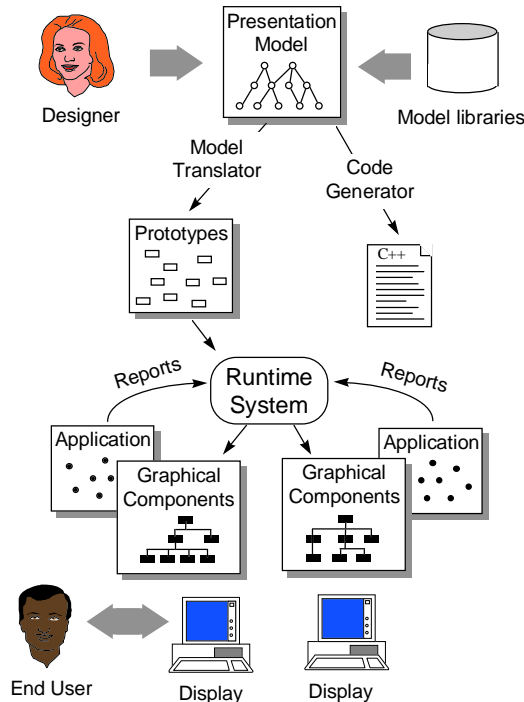 Presentation
Model
Designer
Model libraries
Model
Translator
Code
Generator
Prototypes
C++
Reports
Runtime
System
Reports
Application
Graphical
Components
Graphical
Components
Application
End User
Display
Display